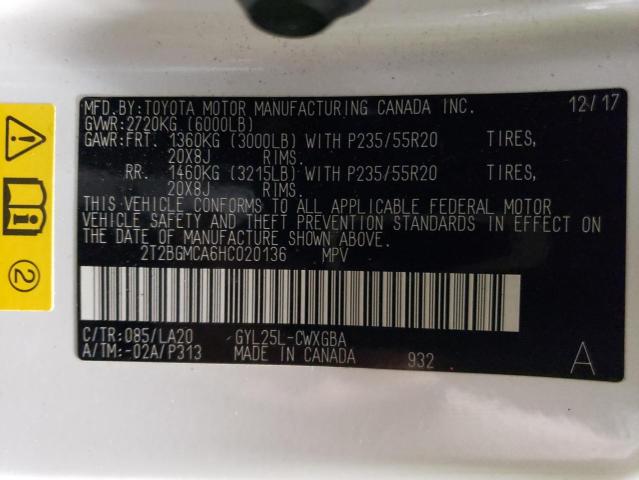 MFD.BY:TOYOTA MOTOR MANUFACTURING CANADA INC. 12/17
GVWR:2720KG (6000LB)
GAWR:FRT. 1360KG (3000LB) WITH P235/55R20 TIRES,
20X8J RIMS.
RR. 1460KG (3215LB) WITH P235/55R20 TIRES,
20X8J RIMS.
THIS VEHICLE CONFORMS TO ALL APPLICABLE FEDERAL MOTOR
VEHICLE SAFETY AND THEFT PREVENTION STANDARDS IN EFFECT ON
THE DATE OF MANUFACTURE SHOWN ABOVE.
2T2BGMCA6HC020136 MPV
C/TR:085/LA20 GYL25L-CWXGBA
A/TM:-02A/P313 MADE IN CANADA 932 A
2